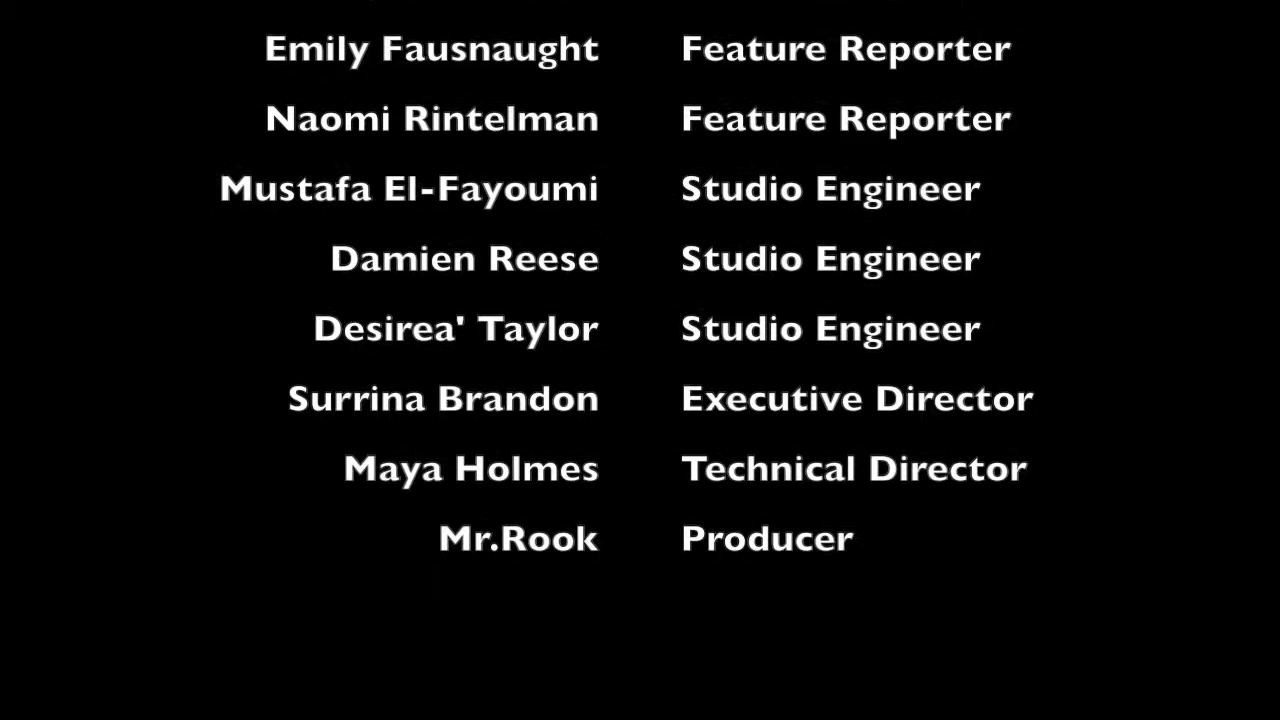 Emily Fausnaught Feature Reporter
Naomi Rintelman Feature Reporter
Mustafa El-Fayoumi Studio Engineer
Damien Reese Studio Engineer
Desirea' Taylor Studio Engineer
Surrina Brandon Executive Director
Maya Holmes Technical Director
Mr.Rook Producer